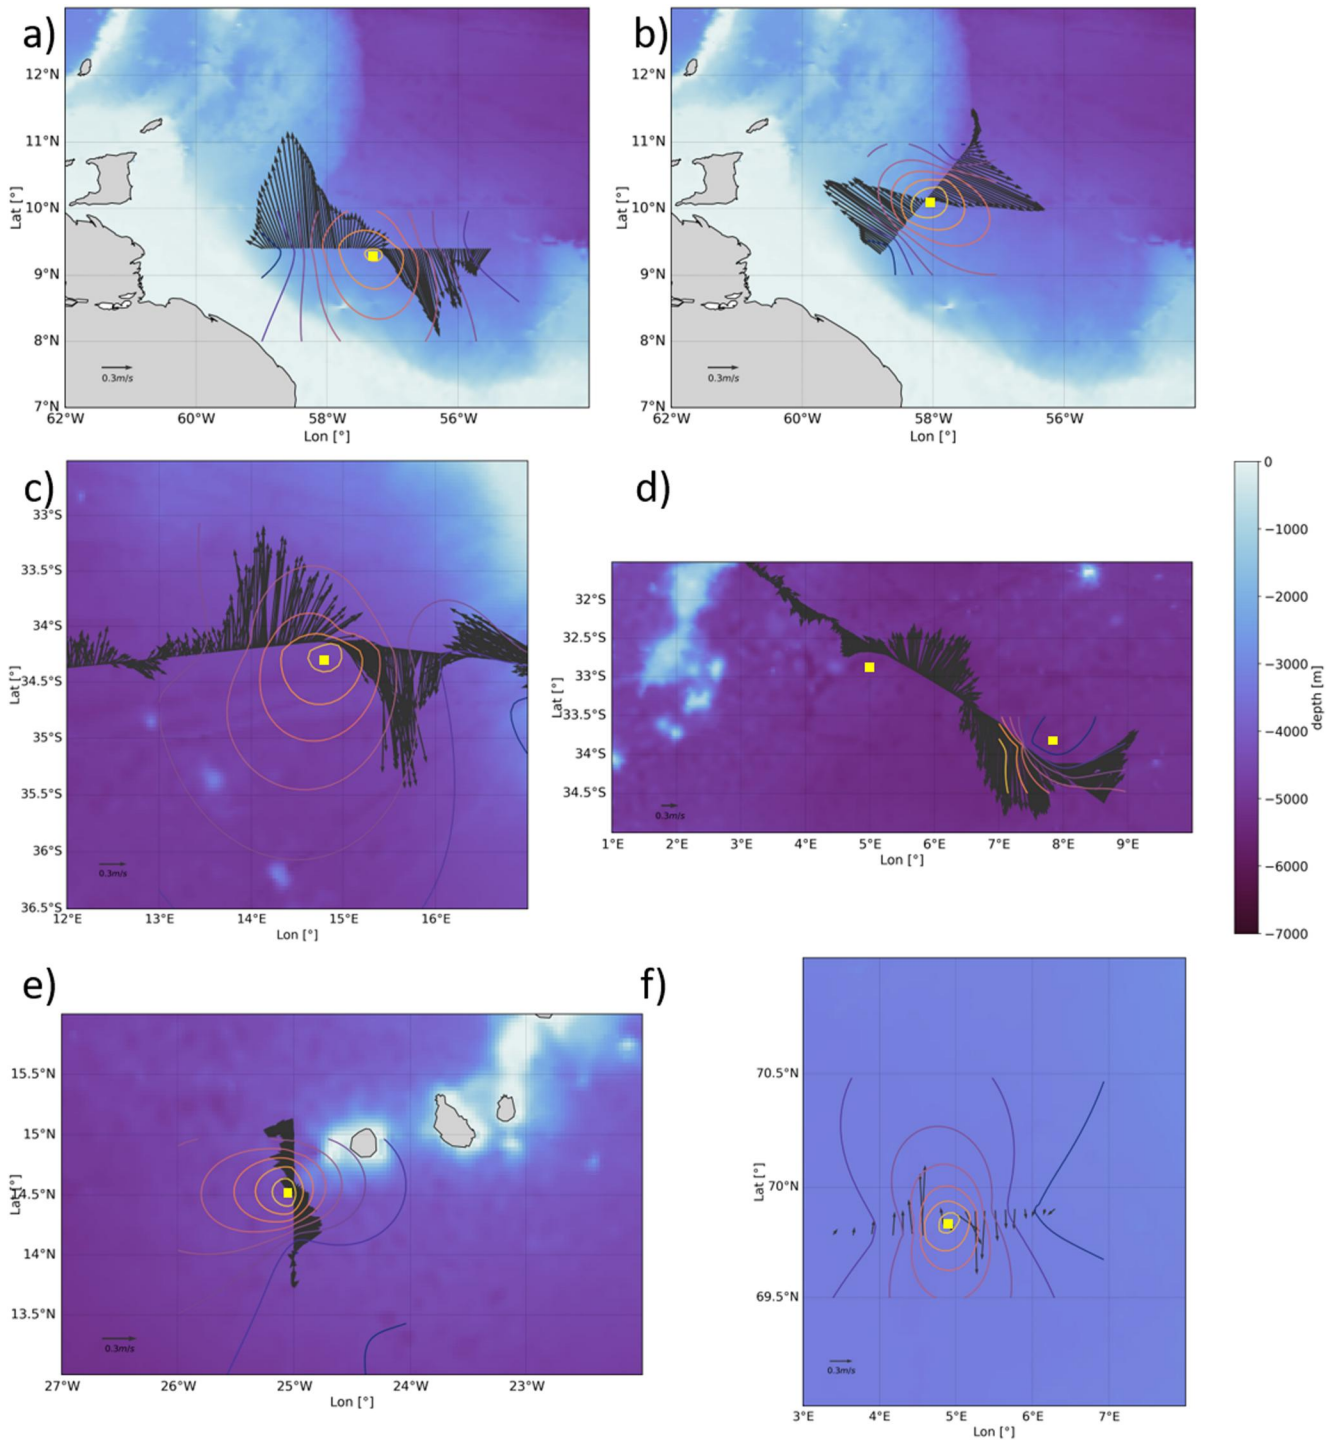 a)
b)
12°N
11°N
10°N
9°N
8°N
7°N
62°W
60°W
58°W
56°W
Lat [°]
Lon [°]
0.3m/s
12°N
11°N
10°N
9°N
8°N
7°N
62°W
60°W
58°W
56°W
Lat [°]
Lon [°]
0.3m/s
c)
d)
33°S
33.5°S
34°S
34.5°S
35°S
35.5°S
36°S
36.5°S
12°E
13°E
14°E
15°E
16°E
Lat [°]
Lon [°]
0.3m/s
32°S
32.5°S
33°S
33.5°S
34°S
34.5°S
1°E
2°E
3°E
4°E
5°E
6°E
7°E
8°E
9°E
Lat [°]
Lon [°]
0.3m/s
0
−1000
−2000
−3000
−4000
−5000
−6000
−7000
depth [m]
e)
f)
15.5°N
15°N
14.5°N
14°N
13.5°N
27°W
26°W
25°W
24°W
23°W
Lat [°]
Lon [°]
0.3m/s
70.5°N
70°N
69.5°N
3°E
4°E
5°E
6°E
7°E
Lat [°]
Lon [°]
0.3m/s